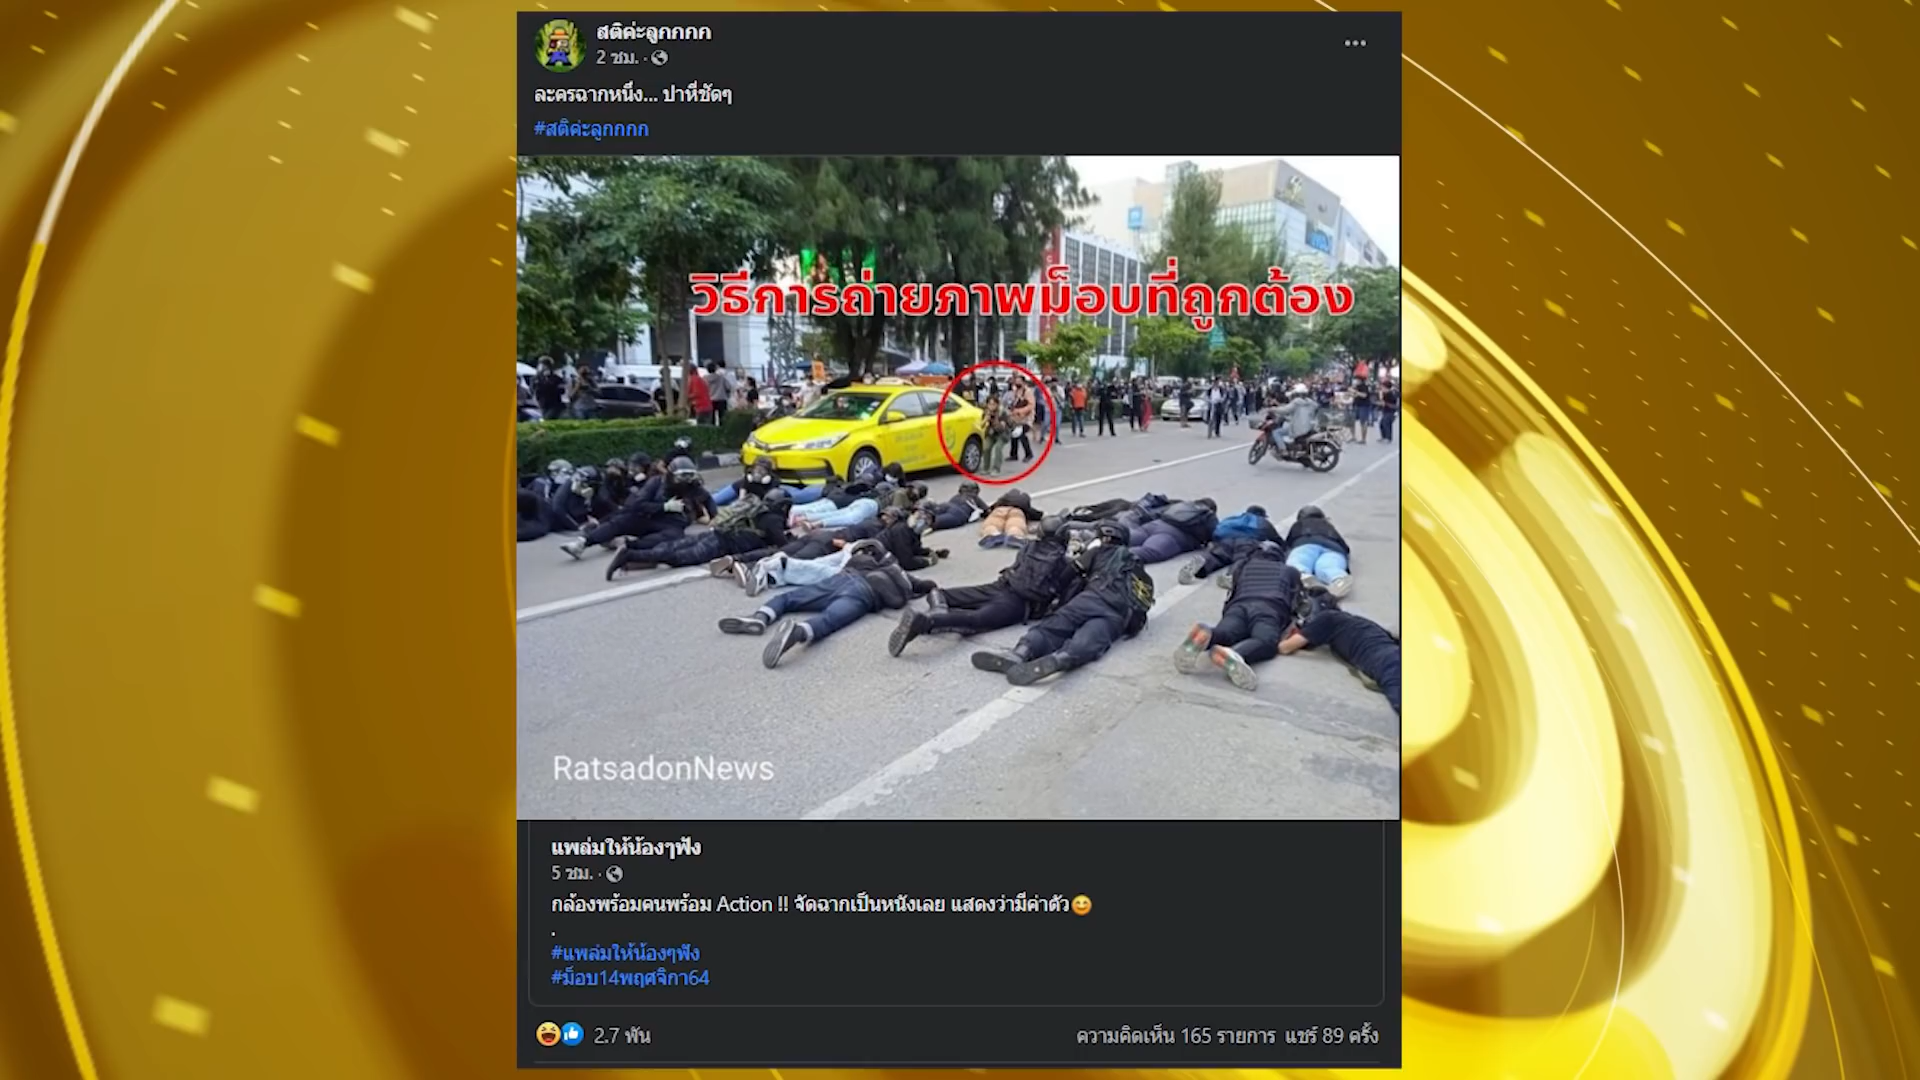 สติค่ะลูกกกก
2 ชม. ·
ละครฉากหนึ่ง... ปาหี่ชัดๆ
#สติค่ะลูกกกก
วิธีการถ่ายภาพม็อบที่ถูกต้อง
RatsadonNews
แพล่มให้น้องๆฟัง
5 ชม. ·
กล้องพร้อมคนพร้อม Action !! จัดฉากเป็นหนังเลย แสดงว่ามีค่าตัว😊
.
#แพล่มให้น้องๆฟัง
#ม็อบ14พฤศจิกา64
2.7 พัน
ความคิดเห็น 165 รายการ แชร์ 89 ครั้ง